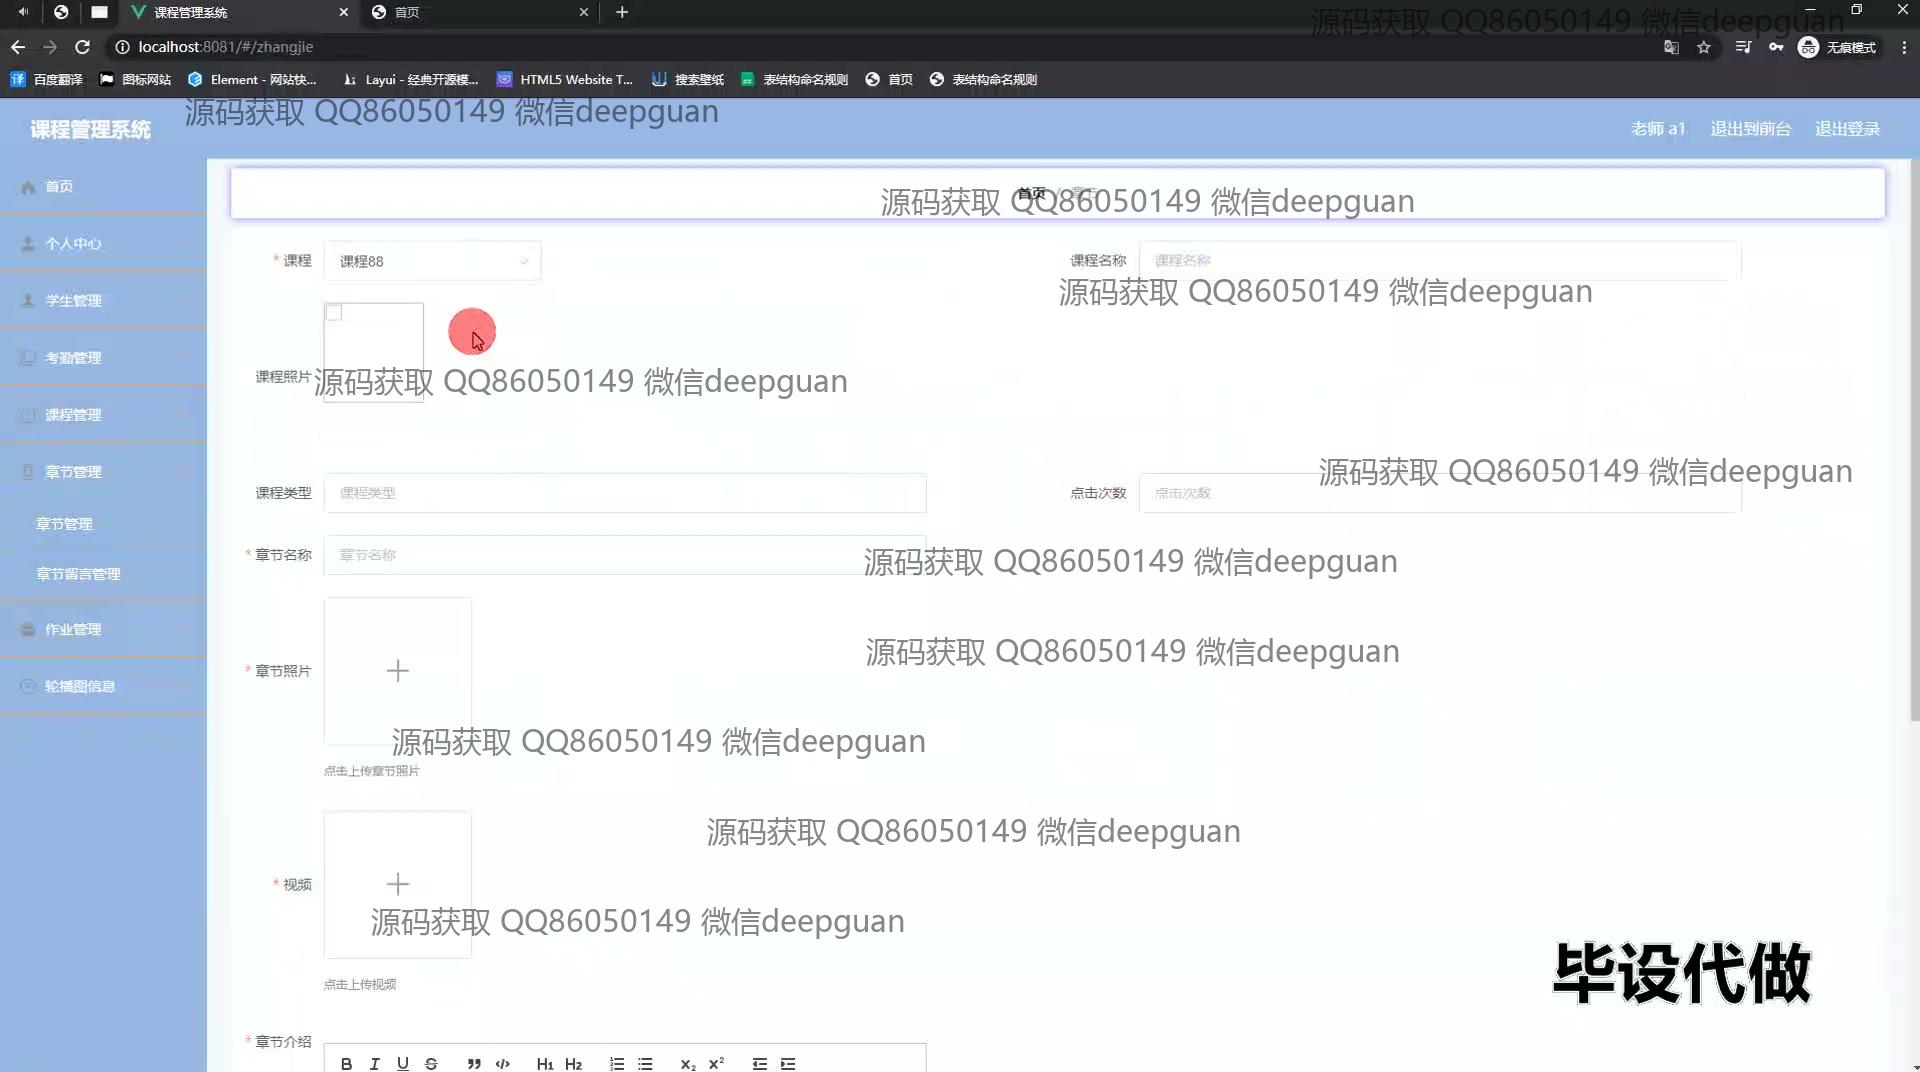 课程管理系统
首页
源码获取 QQ86050149 微信deepguan
localhost:8081/#/zhangjie
无痕模式
百度翻译
图标网站
Element - 网站快...
Layui - 经典开源模...
HTML5 Website T...
搜索壁纸
表结构命名规则
首页
表结构命名规则
课程管理系统
源码获取 QQ86050149 微信deepguan
老师 a1
退出到前台
退出登录
首页
个人中心
学生管理
考勤管理
课程管理
章节管理
章节管理
章节留言管理
作业管理
轮播图信息
首页 / 章节
源码获取 QQ86050149 微信deepguan
* 课程
课程88
课程名称
课程名称
源码获取 QQ86050149 微信deepguan
课程照片
源码获取 QQ86050149 微信deepguan
源码获取 QQ86050149 微信deepguan
课程类型
课程类型
点击次数
点击次数
* 章节名称
章节名称
源码获取 QQ86050149 微信deepguan
源码获取 QQ86050149 微信deepguan
* 章节照片
源码获取 QQ86050149 微信deepguan
点击上传章节照片
源码获取 QQ86050149 微信deepguan
* 视频
源码获取 QQ86050149 微信deepguan
点击上传视频
毕设代做
* 章节介绍
B I U S H1 H2 x2 x2